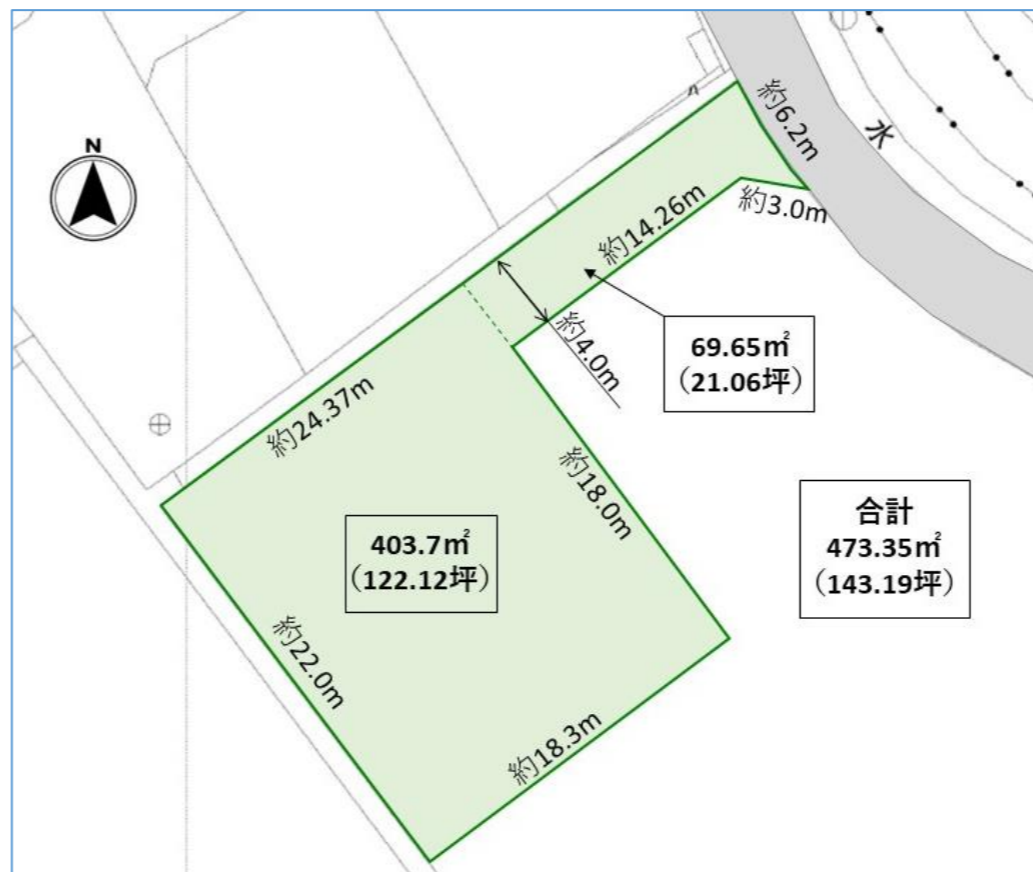 N
約6.2m
水
約3.0m
約14.26m
約4.0m
69.65㎡
（21.06坪）
約24.37m
約18.0m
合計
473.35㎡
（143.19坪）
403.7㎡
（122.12坪）
約22.0m
約18.3m